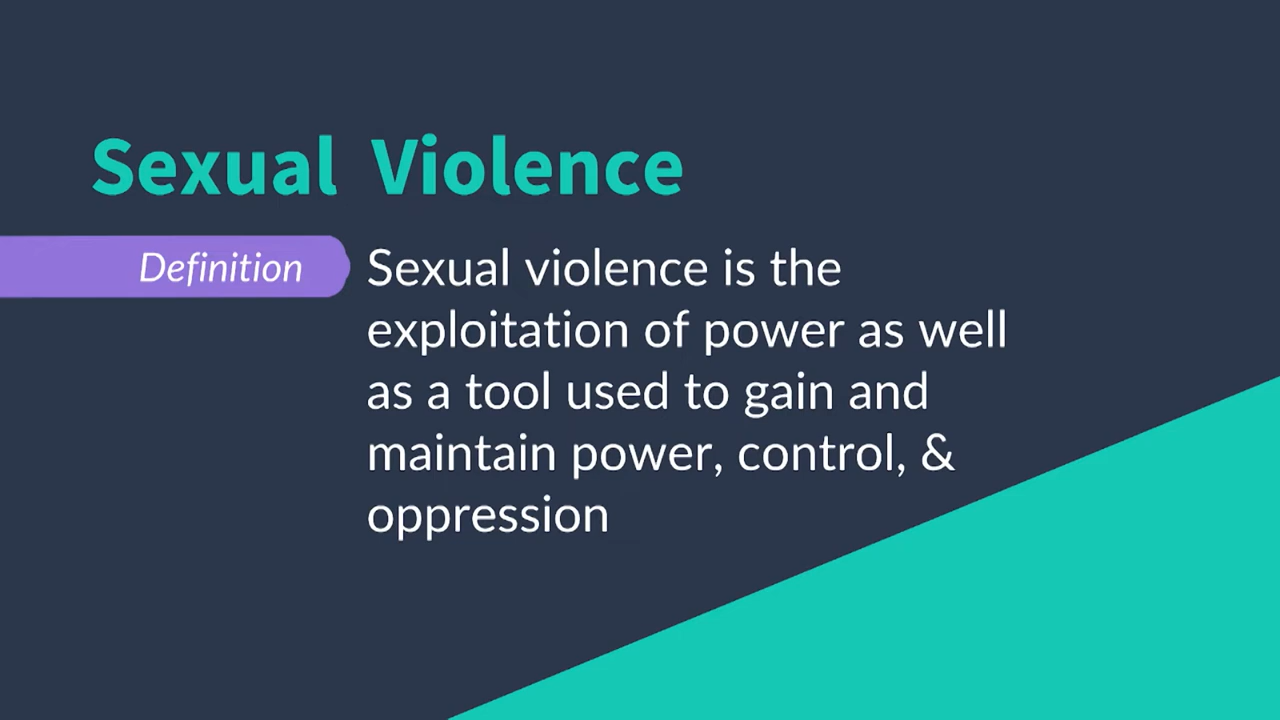 Sexual Violence
Definition
Sexual violence is the
exploitation of power as well
as a tool used to gain and
maintain power, control, &
oppression